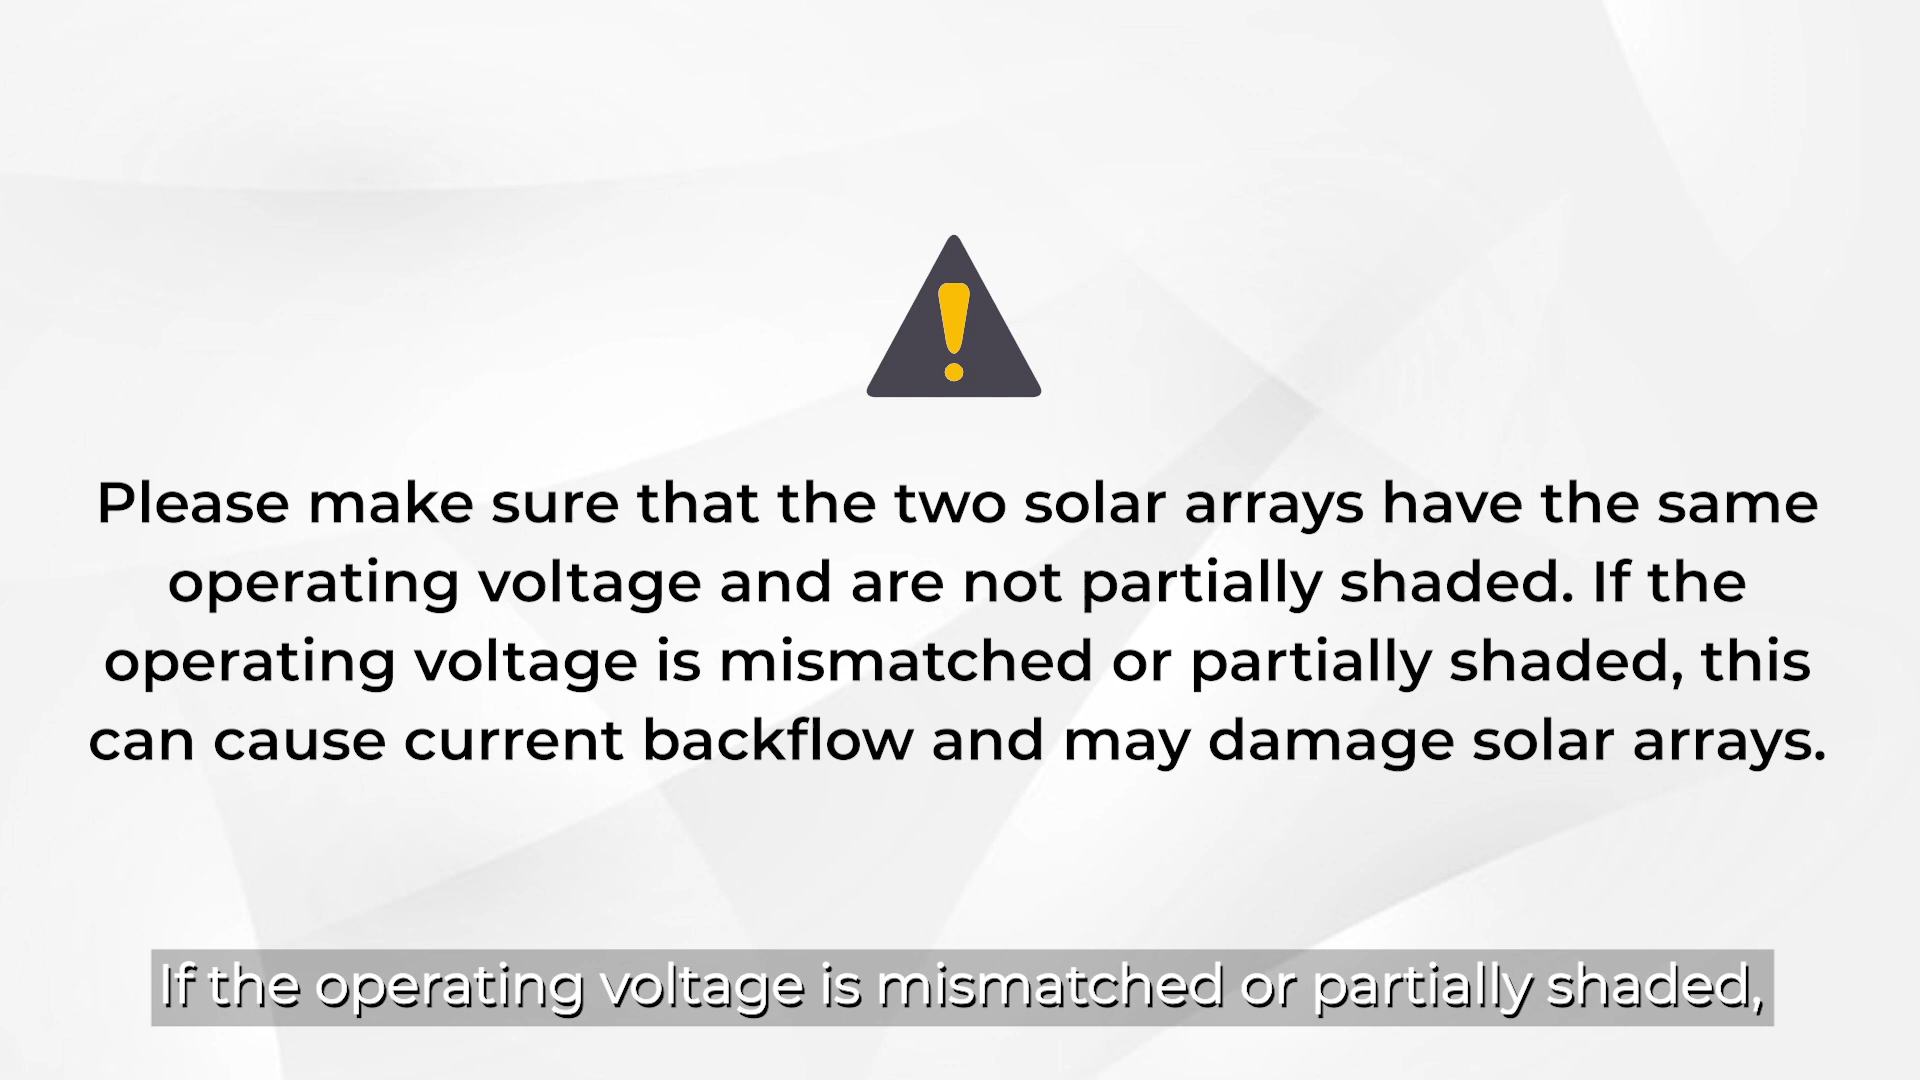 Please make sure that the two solar arrays have the same
operating voltage and are not partially shaded. If the
operating voltage is mismatched or partially shaded, this
can cause current backflow and may damage solar arrays.
If the operating voltage is mismatched or partially shaded,